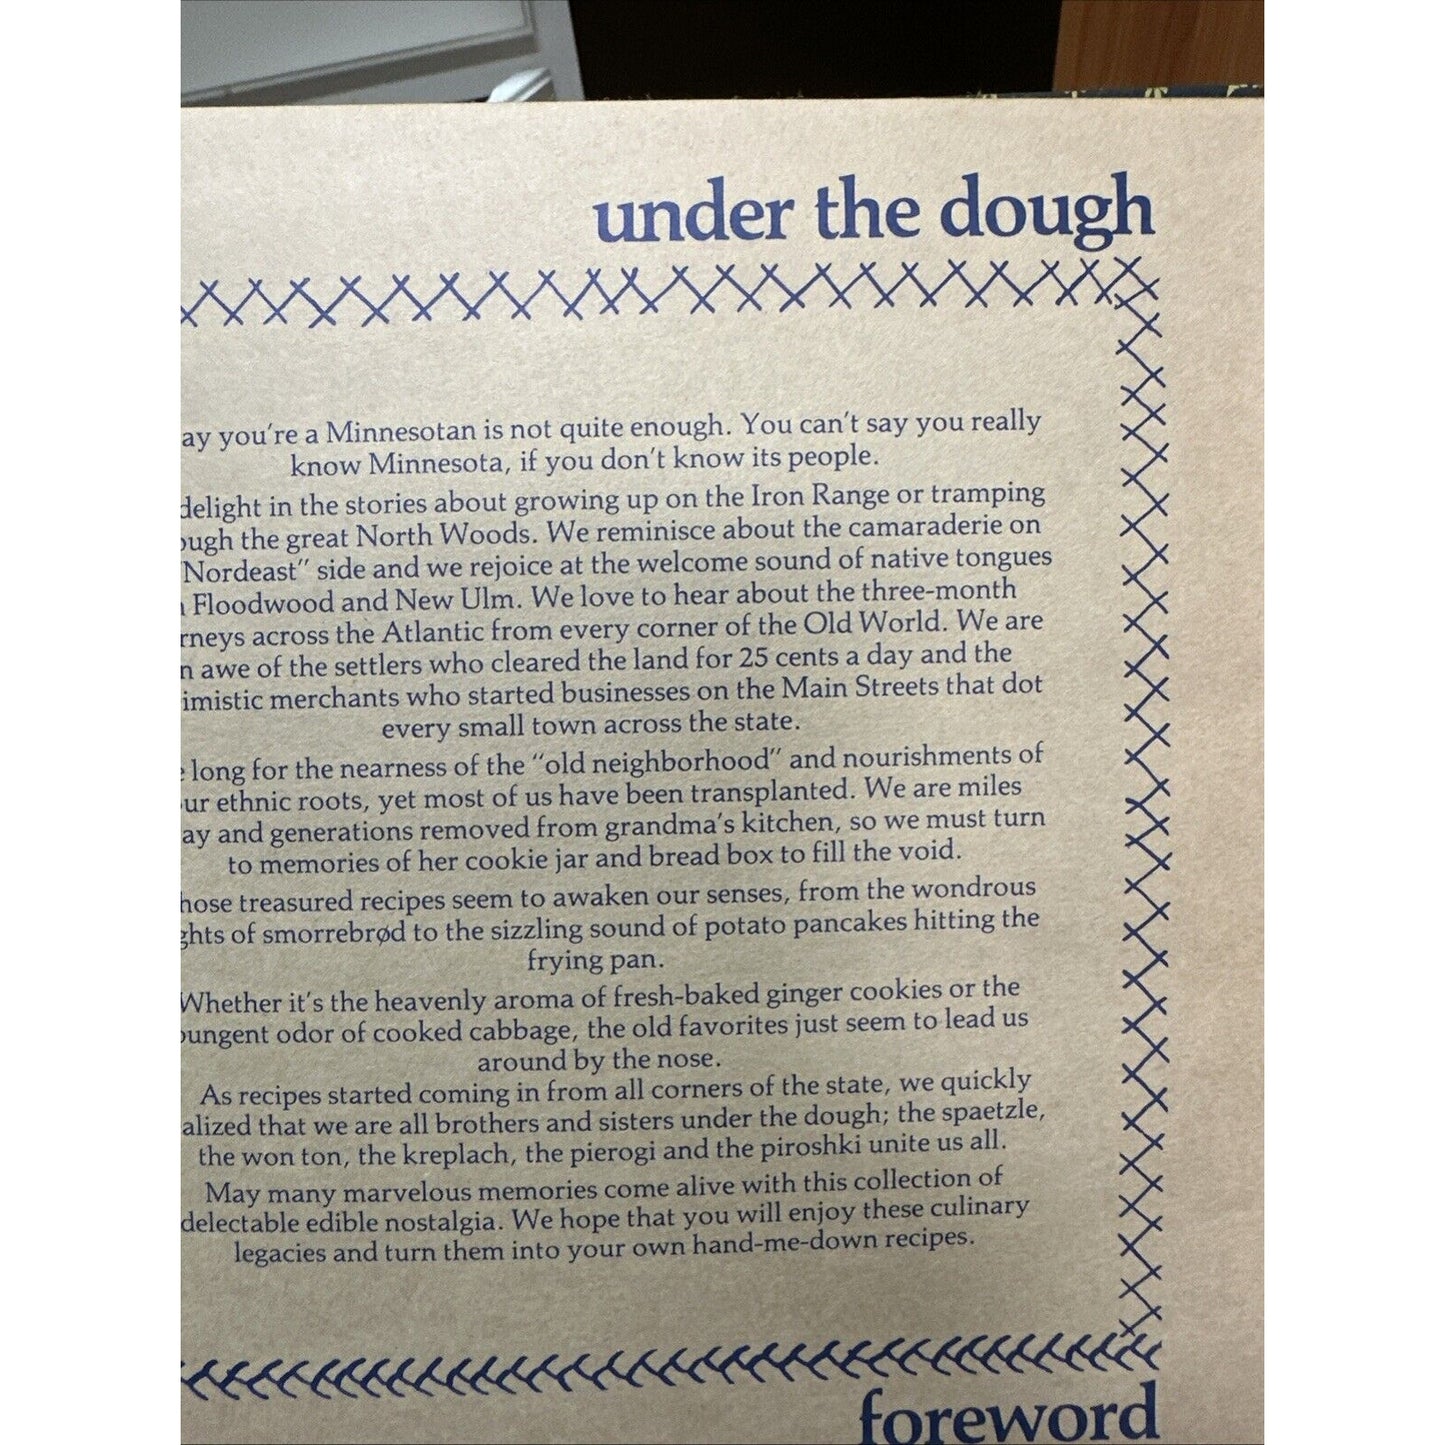 under the dough
ay you're a Minnesotan is not quite enough. You can't say you really
know Minnesota, if you don't know its people.
delight in the stories about growing up on the Iron Range or tramping
ough the great North Woods. We reminisce about the camaraderie on
Nordeast" side and we rejoice at the welcome sound of native tongues
Floodwood and New Ulm. We love to hear about the three-month
rneys across the Atlantic from every corner of the Old World. We are
n awe of the settlers who cleared the land for 25 cents a day and the
imistic merchants who started businesses on the Main Streets that dot
every small town across the state.
long for the nearness of the "old neighborhood" and nourishments of
ur ethnic roots, yet most of us have been transplanted. We are miles
ay and generations removed from grandma's kitchen, so we must turn
to memories of her cookie jar and bread box to fill the void.
hose treasured recipes seem to awaken our senses, from the wondrous
ghts of smorrebrød to the sizzling sound of potato pancakes hitting the
frying pan.
Whether it's the heavenly aroma of fresh-baked ginger cookies or the
pungent odor of cooked cabbage, the old favorites just seem to lead us
around by the nose.
As recipes started coming in from all corners of the state, we quickly
alized that we are all brothers and sisters under the dough; the spaetzle,
the won ton, the kreplach, the pierogi and the piroshki unite us all.
May many marvelous memories come alive with this collection of
delectable edible nostalgia. We hope that you will enjoy these culinary
legacies and turn them into your own hand-me-down recipes.
foreword